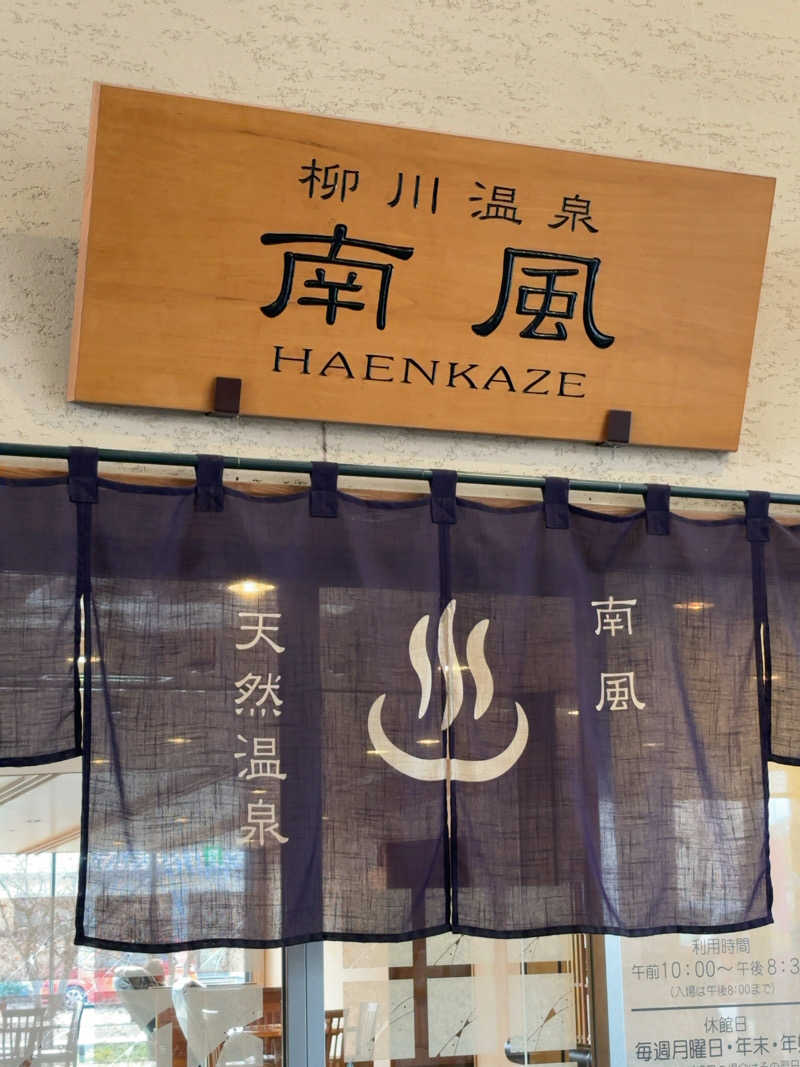 柳川温泉
南風
HAENKAZE
南風
天然温泉
利用時間
午前10:00～午後8:3
(入場は午後8:00まで)
休館日
毎週月曜日・年末・年